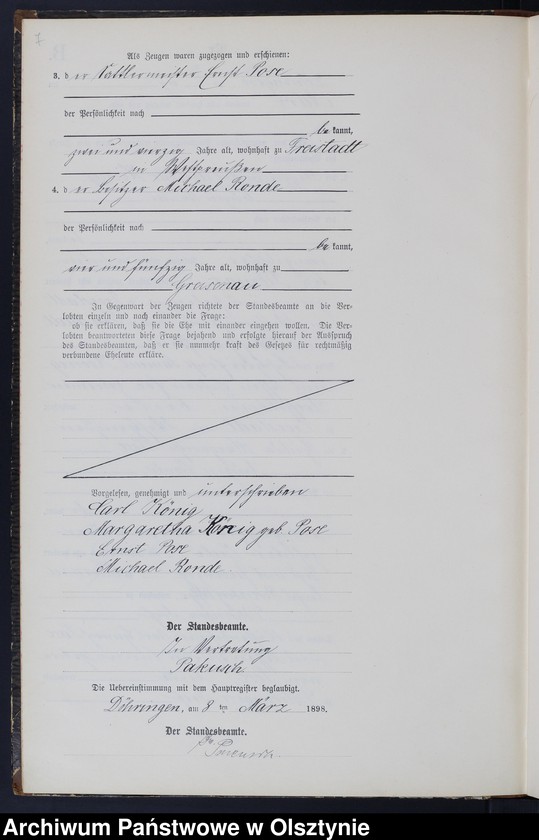 7
Als Zeugen waren zugezogen und erschienen:
3. d er Sattlermeister Ernst Pose
der Persönlichkeit nach
be kannt,
zwei und vierzig Jahre alt, wohnhaft zu Freistadt
in Westpreußen
4. d er Besitzer Michael Ronde
der Persönlichkeit nach
be kannt,
vier und fünfzig Jahre alt, wohnhaft zu
In Gegenwart der Zeugen richtete der Standesbeamte an die Ver-
lobten einzeln und nach einander die Frage:
ob sie erklären, daß sie die Ehe mit einander eingehen wollen. Die Ver-
lobten beantworteten diese Frage bejahend und erfolgte hierauf der Ausspruch
des Standesbeamten, daß er sie nunmehr kraft des Gesetzes für rechtmäßig
verbundene Eheleute erkläre.
Vorgelesen, genehmigt und unterschrieben
Carl König
Margaretha König geb. Pose
Ernst Pose
Michael Ronde.
Der Standesbeamte.
In Vertretung
Die Uebereinstimmung mit dem Hauptregister beglaubigt.
Döhringen, am 8 ten März 1898.
Der Standesbeamte.
Archiwum Państwowe w Olsztynie